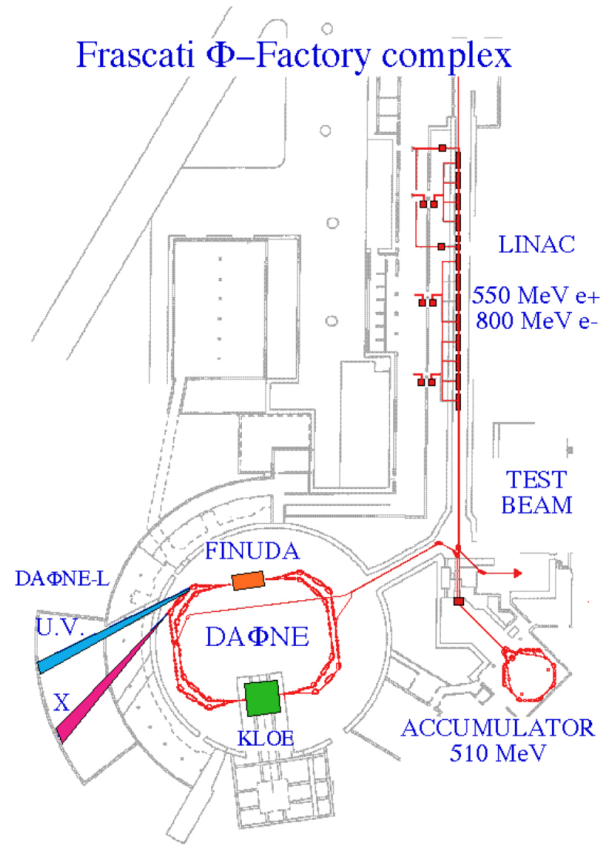 Frascati Φ–Factory complex
LINAC
550 MeV e+
800 MeV e-
TEST
BEAM
FINUDA
DAΦNE-L
U.V.
DAΦNE
X
KLOE
ACCUMULATOR
510 MeV